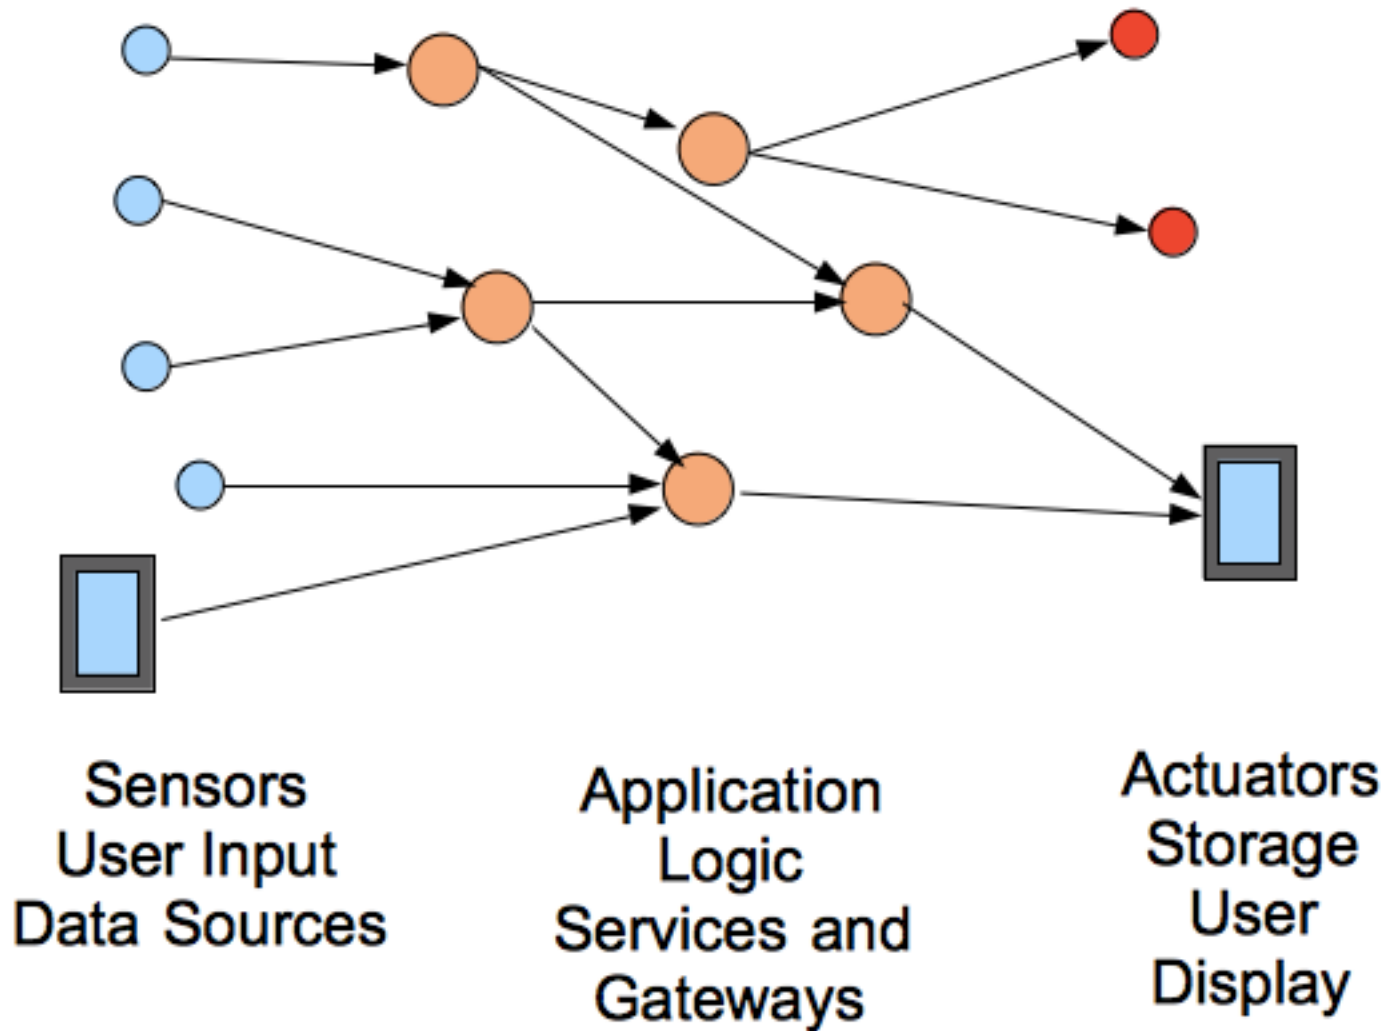 Sensors
User Input
Data Sources
Application
Logic
Services and
Gateways
Actuators
Storage
User
Display